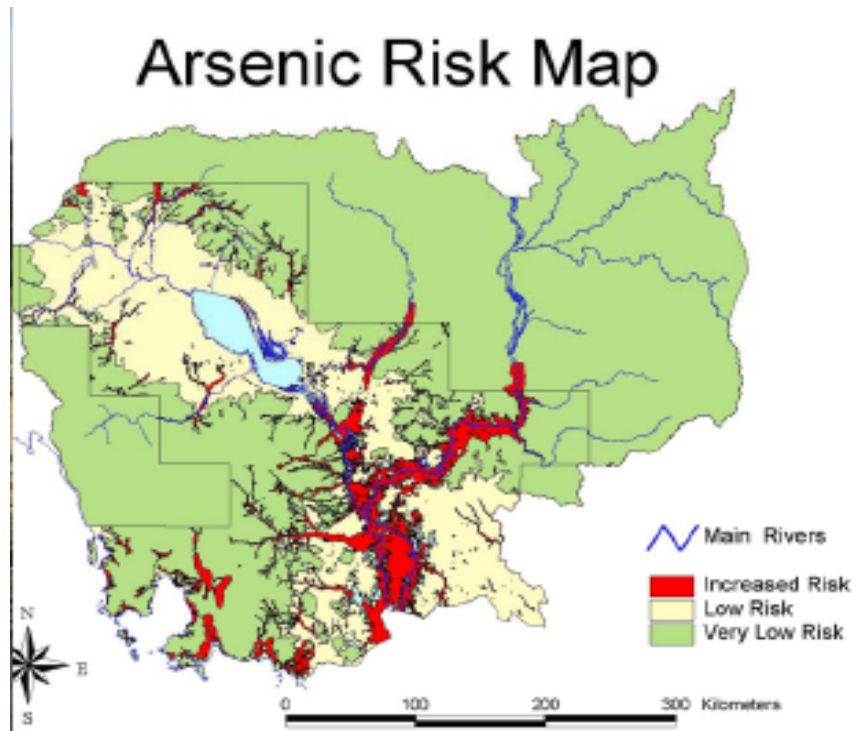 Arsenic Risk Map
Main Rivers
Increased Risk
Low Risk
Very Low Risk
N
E
S
0 100 200 300 Kilometers